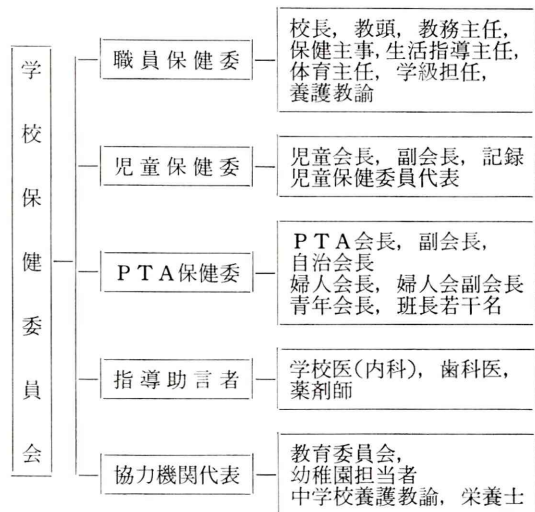 学校保健委員会
職員保健委
校長,教頭,教務主任,
保健主事,生活指導主任,
体育主任,学級担任,
養護教諭
児童保健委
児童会長,副会長,記録
児童保健委員代表
PTA保健委
PTA会長,副会長,
自治会長
婦人会長,婦人会副会長
青年会長,班長若干名
指導助言者
学校医(内科),歯科医,
薬剤師
協力機関代表
教育委員会,
幼稚園担当者
中学校養護教諭,栄養士